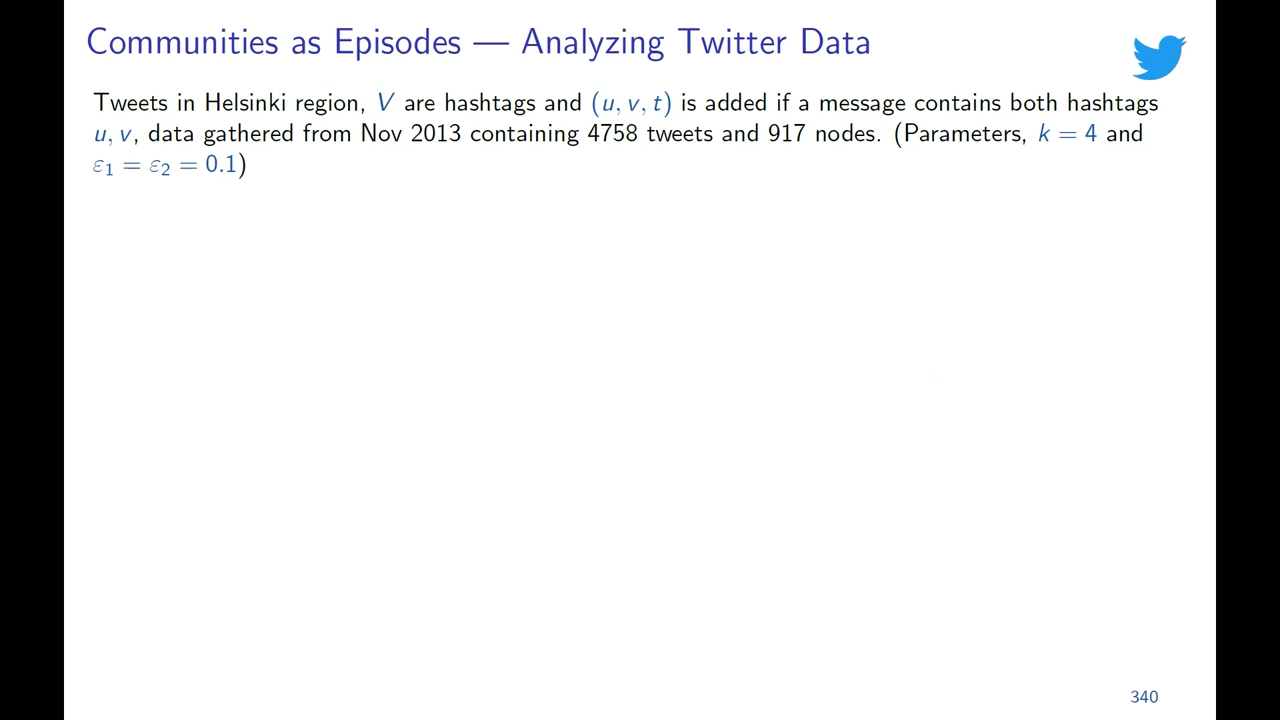 Communities as Episodes — Analyzing Twitter Data
Tweets in Helsinki region, V are hashtags and (u, v, t) is added if a message contains both hashtags
u, v, data gathered from Nov 2013 containing 4758 tweets and 917 nodes. (Parameters, k = 4 and
ε₁ = ε₂ = 0.1)
340